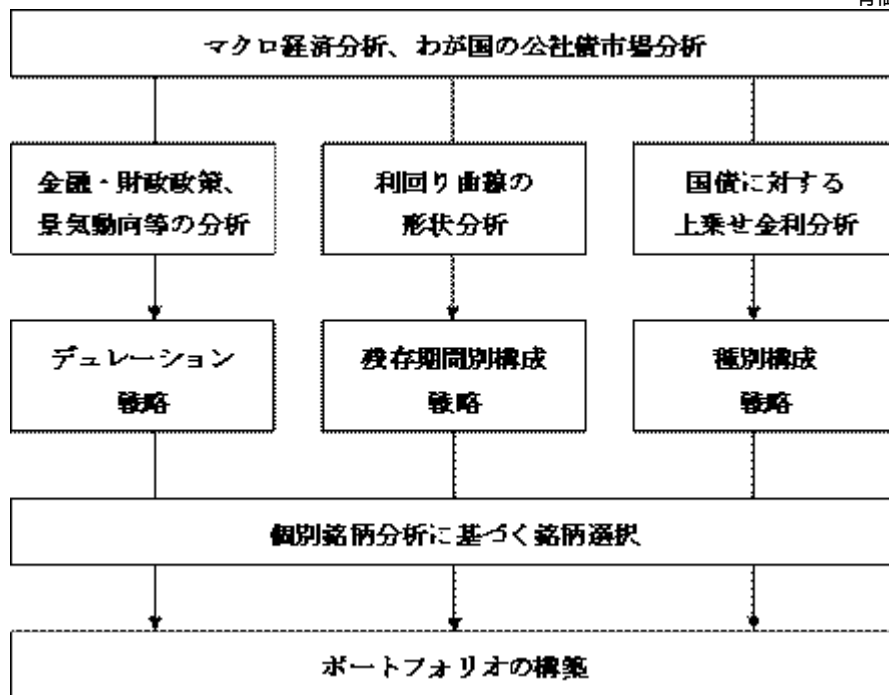 マクロ経済分析、わが国の公社債市場分析
金融・財政政策、
景気動向等の分析
利回り曲線の
形状分析
国債に対する
上乗せ金利分析
デュレーション
戦略
残存期間別構成
戦略
種別構成
戦略
個別銘柄分析に基づく銘柄選択
ポートフォリオの構築